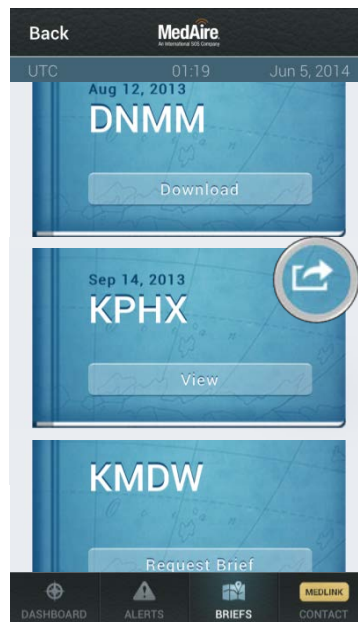 Back
MedAire
An International SOS Company
UTC 01:19 Jun 5, 2014
Aug 12, 2013
DNMM
Download
Sep 14, 2013
KPHX
View
KMDW
Request Brief
MEDLINK
DASHBOARD ALERTS BRIEFS CONTACT